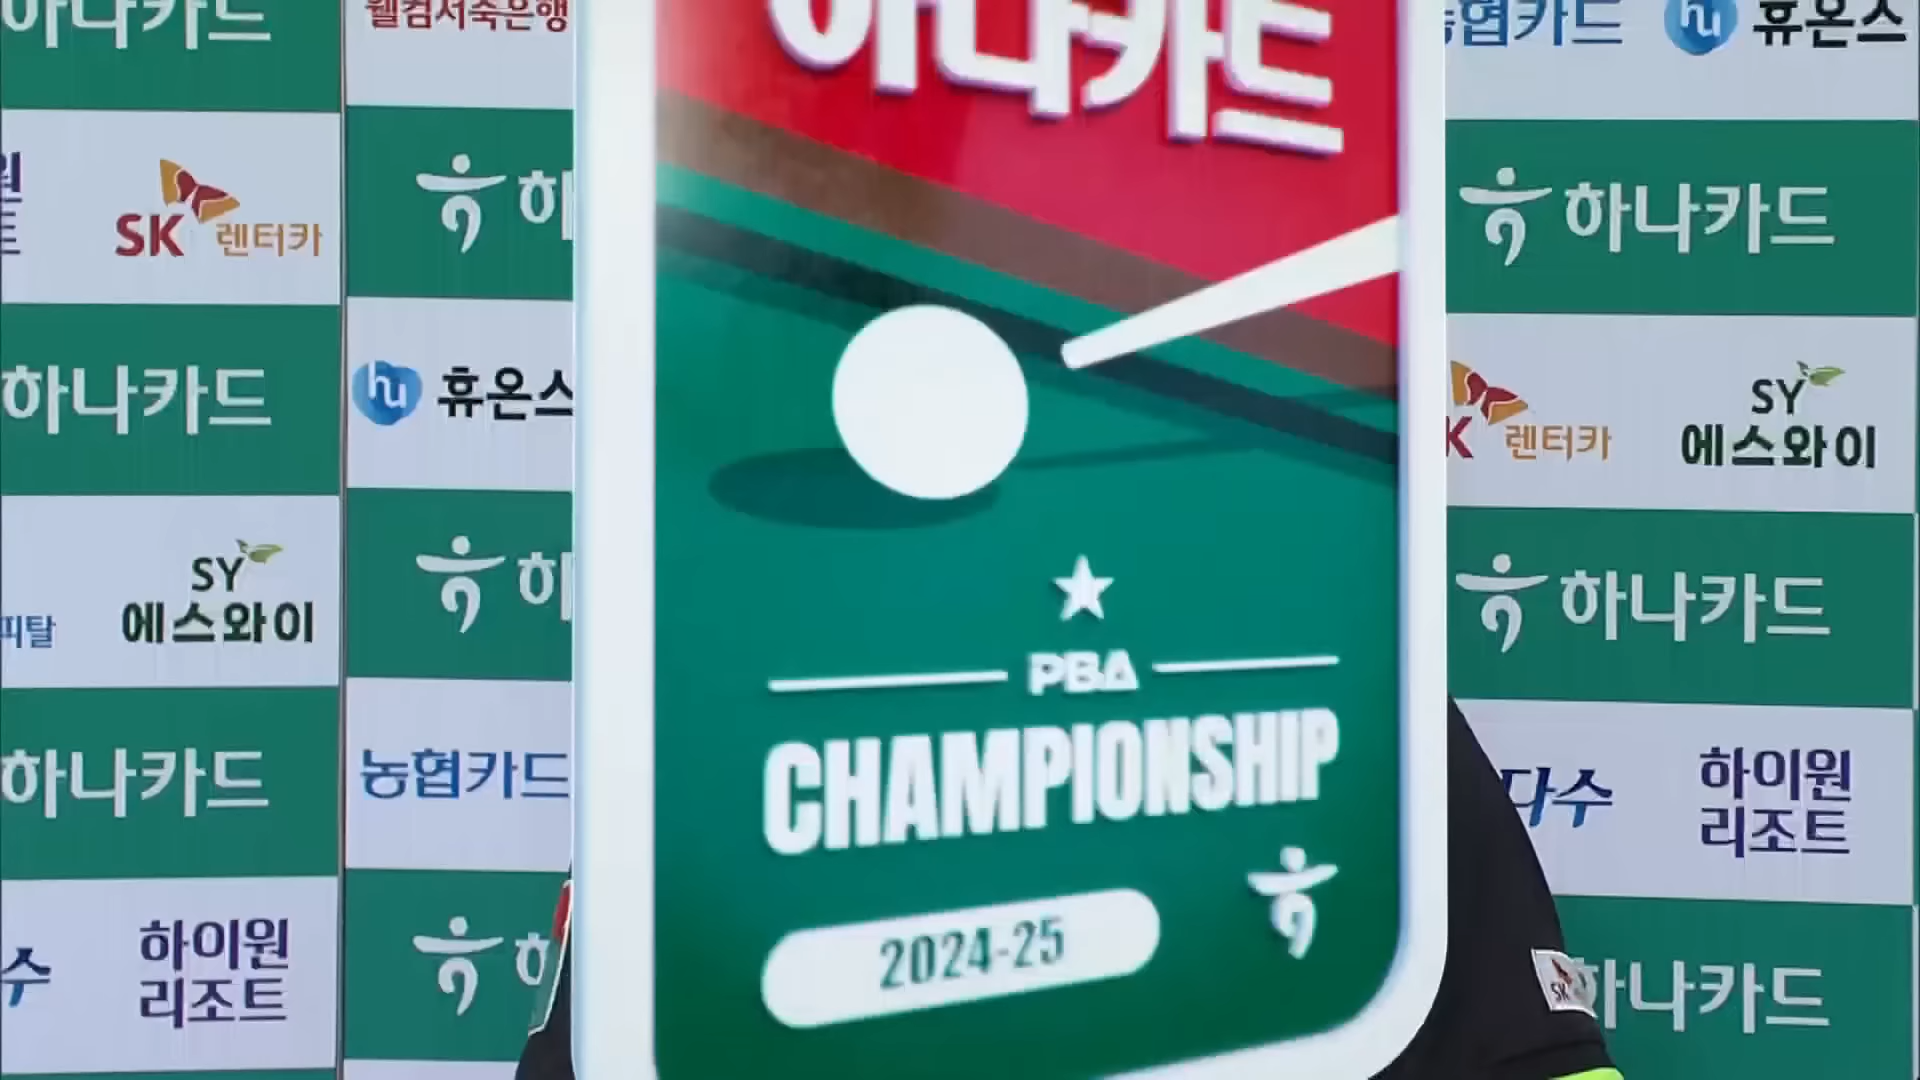 하나카드
웰컴저축은행
SK 렌터카
하나카드
휴온스
SY
에스와이
피탈
하나카드
농협카드
하이원
리조트
하나카드
PBA
CHAMPIONSHIP
2024-25
농협카드
휴온스
하나카드
렌터카
SY
에스와이
하나카드
다수
하이원
리조트
SK
하나카드